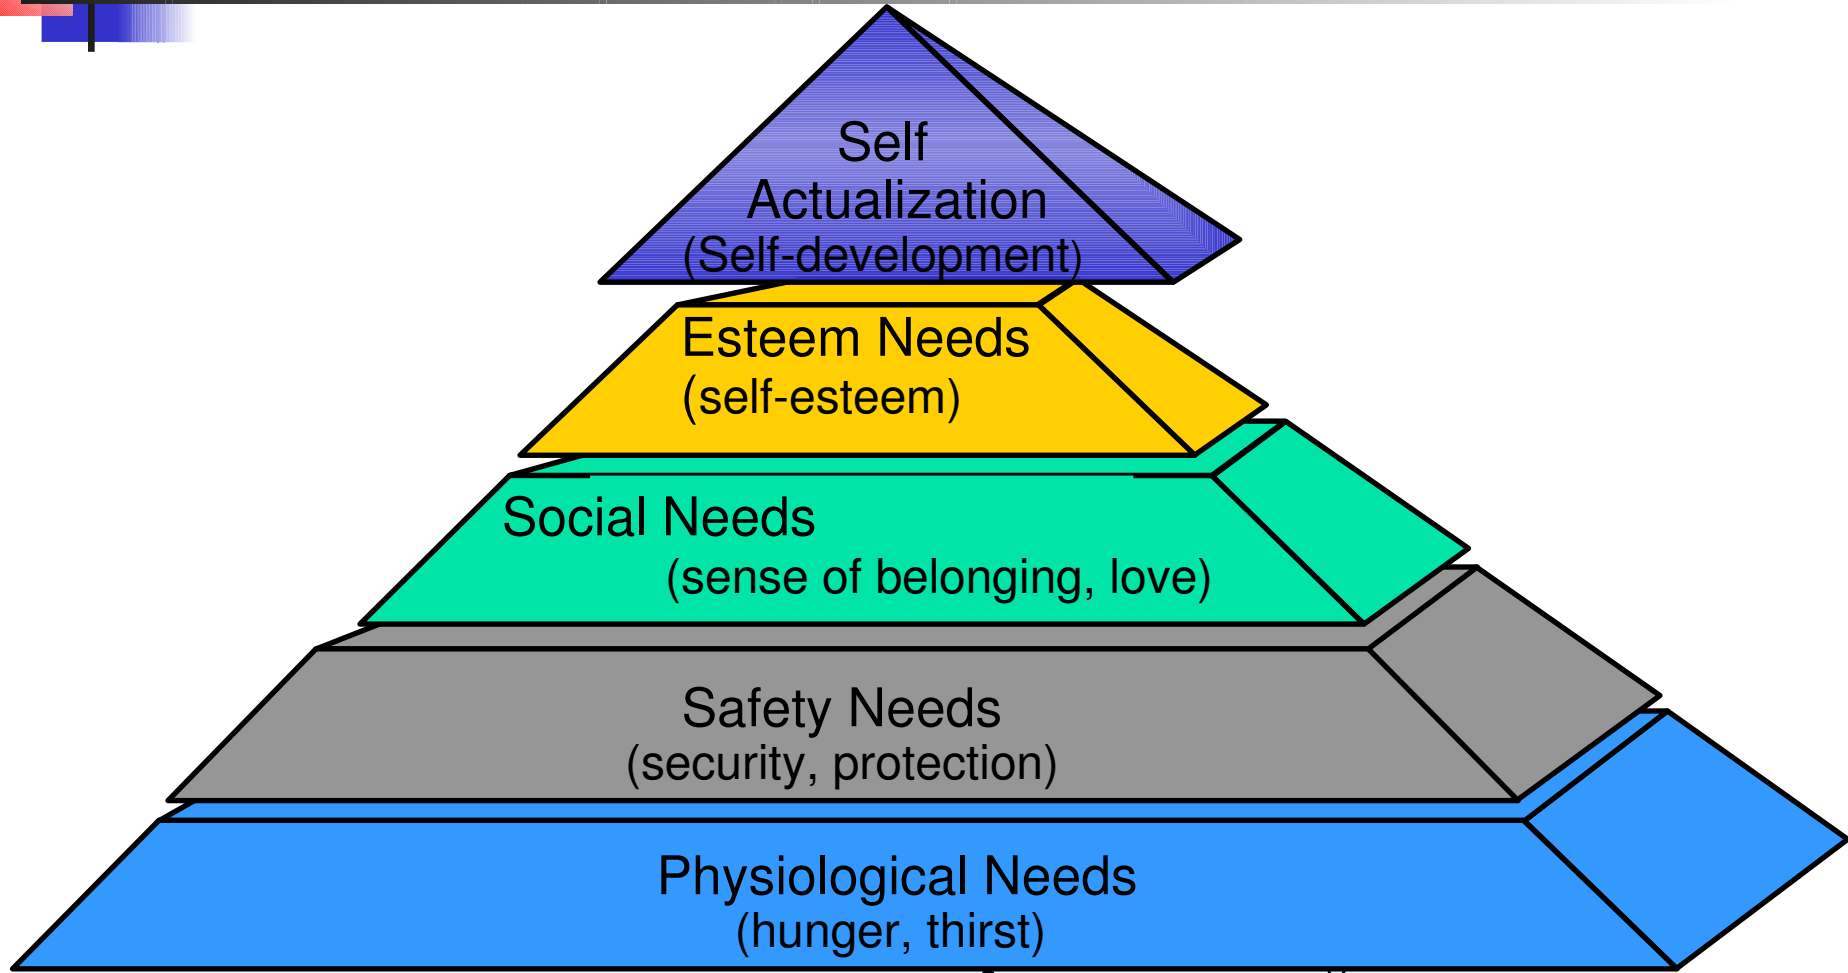 Self
Actualization
(Self-development)
Esteem Needs
(self-esteem)
Social Needs
(sense of belonging, love)
Safety Needs
(security, protection)
Physiological Needs
(hunger, thirst)